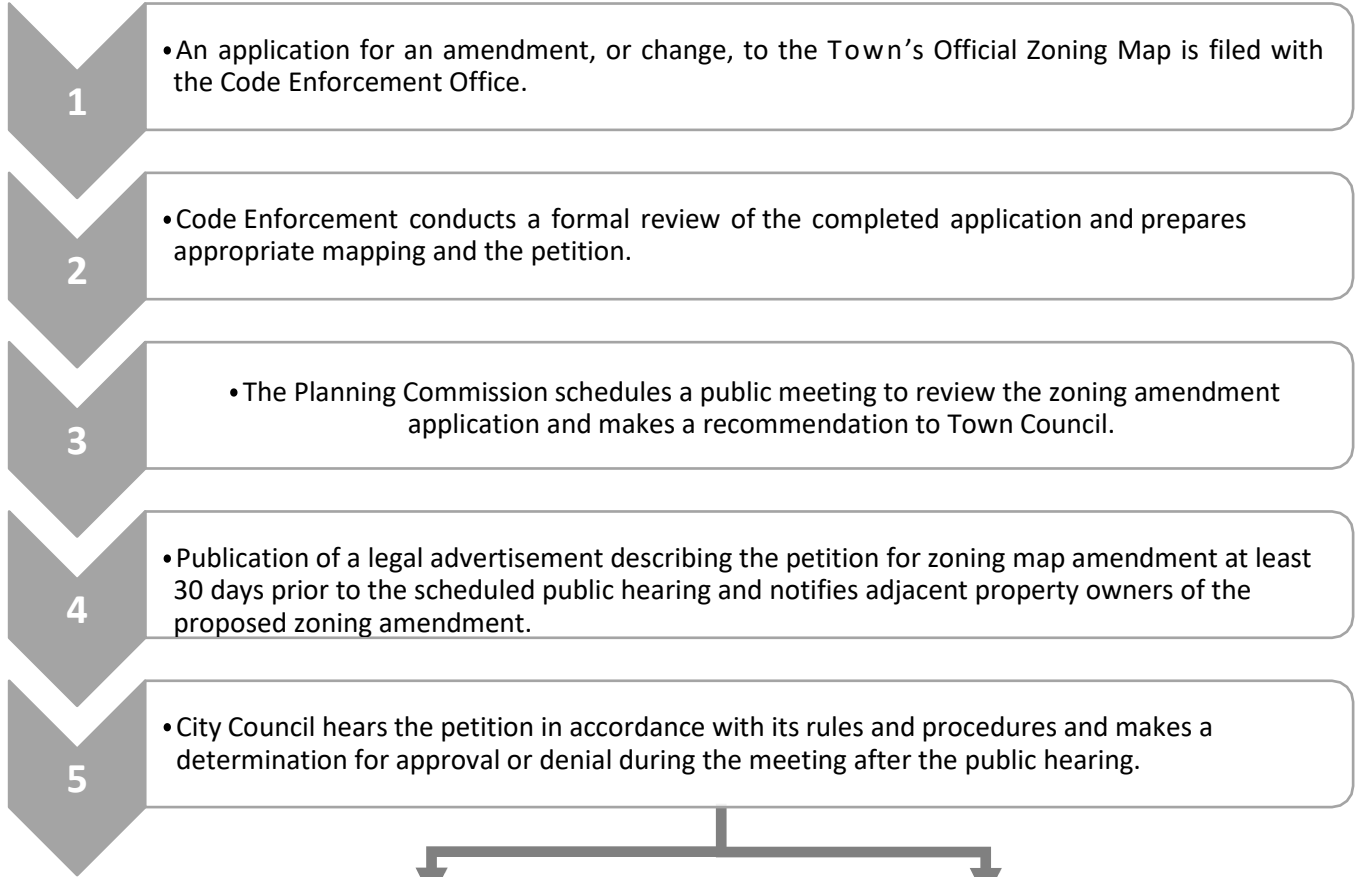 1
•An application for an amendment, or change, to the Town's Official Zoning Map is filed with
the Code Enforcement Office.
2
•Code Enforcement conducts a formal review of the completed application and prepares
appropriate mapping and the petition.
3
•The Planning Commission schedules a public meeting to review the zoning amendment
application and makes a recommendation to Town Council.
4
•Publication of a legal advertisement describing the petition for zoning map amendment at least
30 days prior to the scheduled public hearing and notifies adjacent property owners of the
proposed zoning amendment.
5
•City Council hears the petition in accordance with its rules and procedures and makes a
determination for approval or denial during the meeting after the public hearing.